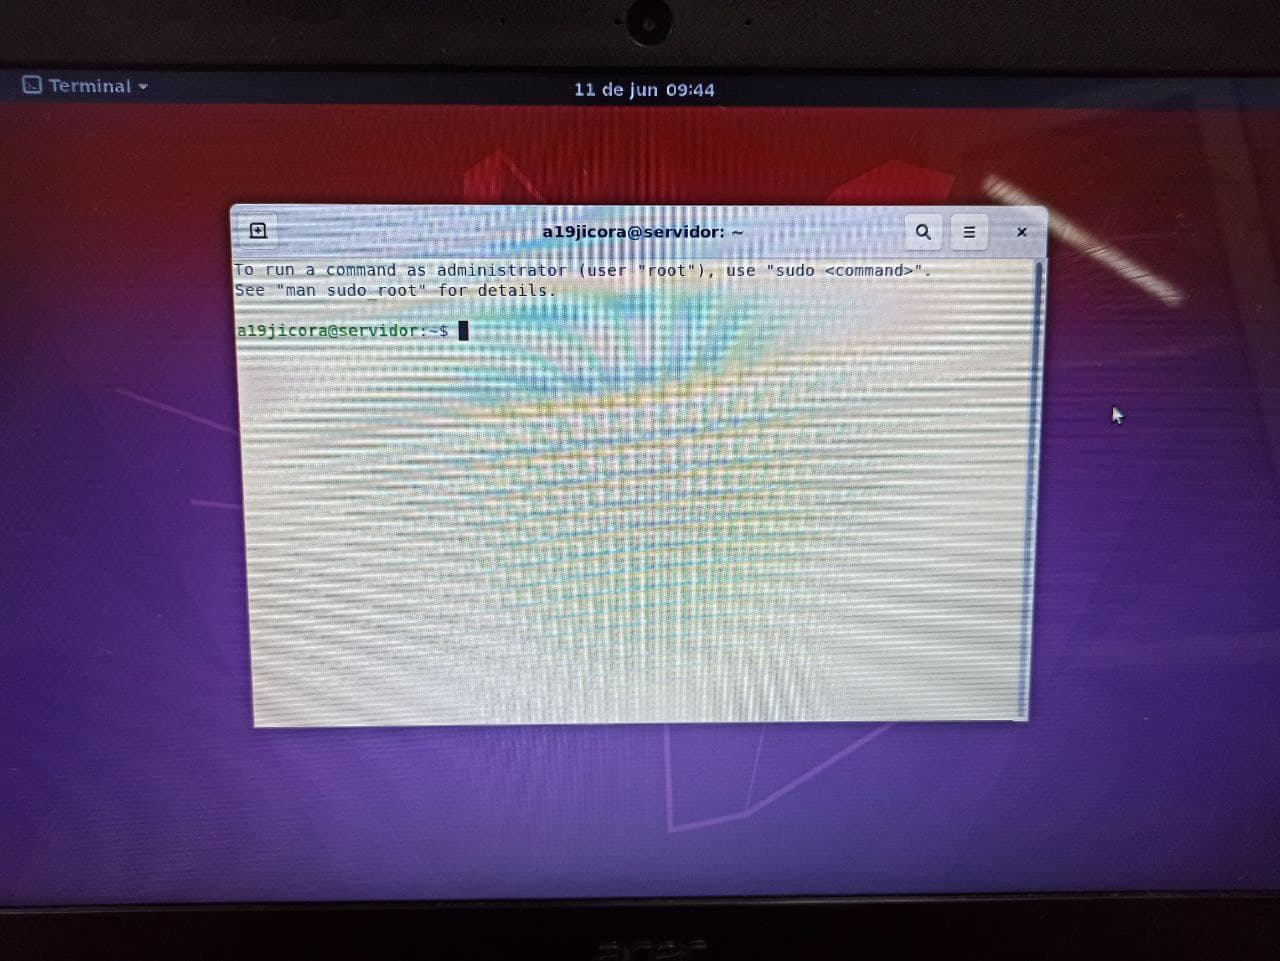 Terminal
11 de jun 09:44
a19jicora@servidor: ~
To run a command as administrator (user "root"), use "sudo <command>".
See "man sudo_root" for details.
a19jicora@servidor:~$
acer